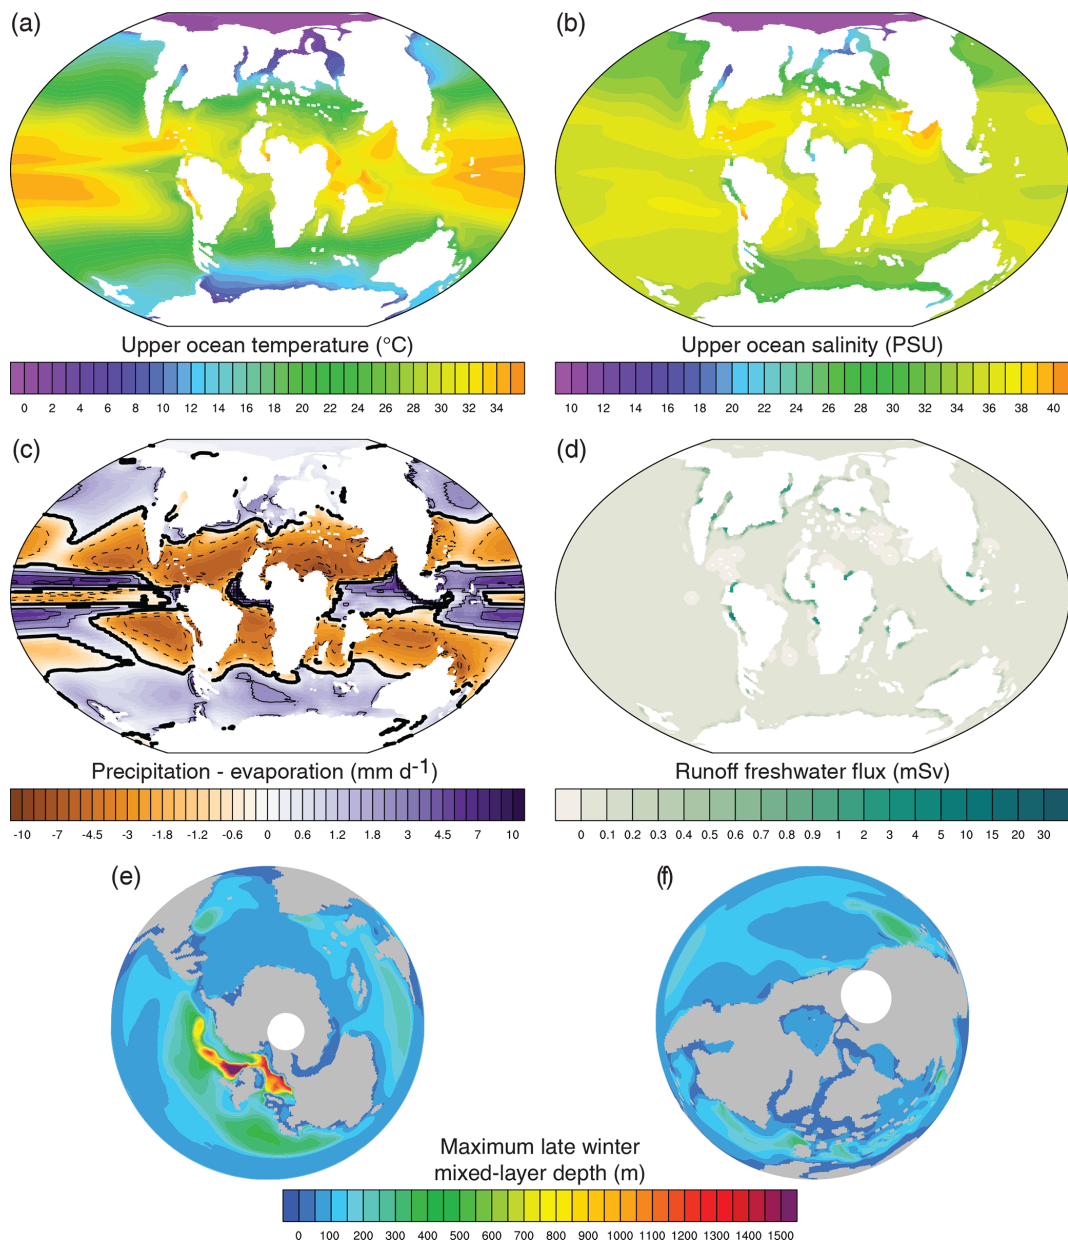 (a)
(b)
Upper ocean temperature (°C)
0 2 4 6 8 10 12 14 16 18 20 22 24 26 28 30 32 34
Upper ocean salinity (PSU)
10 12 14 16 18 20 22 24 26 28 30 32 34 36 38 40
(c)
(d)
Precipitation - evaporation (mm d-1)
-10 -7 -4.5 -3 -1.8 -1.2 -0.6 0 0.6 1.2 1.8 3 4.5 7 10
Runoff freshwater flux (mSv)
0 0.1 0.2 0.3 0.4 0.5 0.6 0.7 0.8 0.9 1 2 3 4 5 10 15 20 30
(e)
(f)
Maximum late winter
mixed-layer depth (m)
0 100 200 300 400 500 600 700 800 900 1000 1100 1200 1300 1400 1500